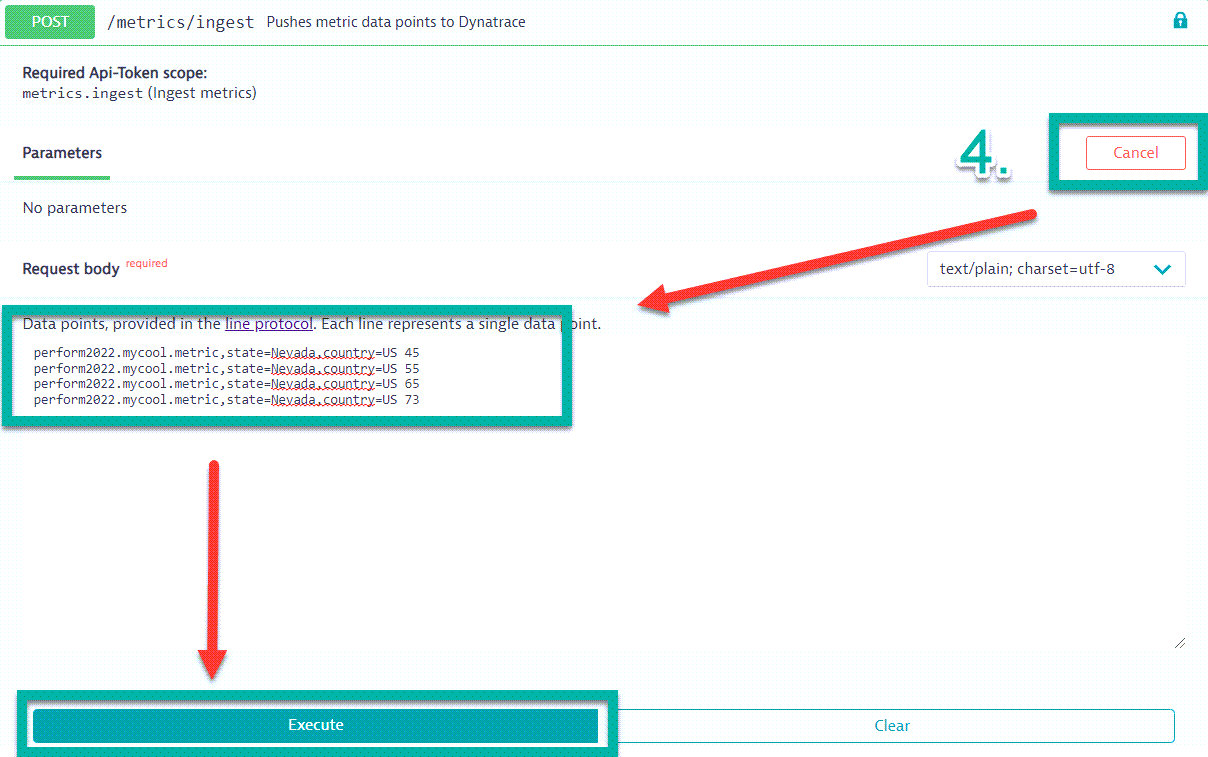 POST /metrics/ingest Pushes metric data points to Dynatrace
Required Api-Token scope:
metrics.ingest (Ingest metrics)
Parameters
4.
Cancel
No parameters
Request body required
text/plain; charset=utf-8
Data points, provided in the line protocol. Each line represents a single data point.
perform2022.mycool.metric,state=Nevada,country=US 45
perform2022.mycool.metric,state=Nevada,country=US 55
perform2022.mycool.metric,state=Nevada,country=US 65
perform2022.mycool.metric,state=Nevada,country=US 73
Execute
Clear